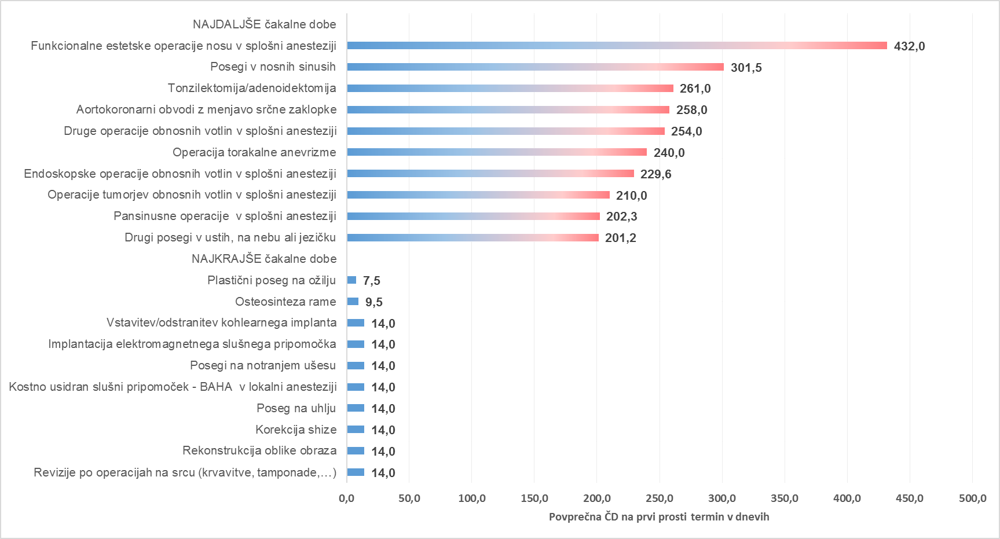 NAJDALJŠE čakalne dobe
Funkcionalne estetske operacije nosu v splošni anesteziji 432,0
Posegi v nosnih sinusih 301,5
Tonzilektomija/adenoidektomija 261,0
Aortokoronarni obvodi z menjavo srčne zaklopke 258,0
Druge operacije obnosnih votlin v splošni anesteziji 254,0
Operacija torakalne anevrizme 240,0
Endoskopske operacije obnosnih votlin v splošni anesteziji 229,6
Operacije tumorjev obnosnih votlin v splošni anesteziji 210,0
Pansinusne operacije  v splošni anesteziji 202,3
Drugi posegi v ustih, na nebu ali jezičku 201,2
NAJKRAJŠE čakalne dobe
Plastični poseg na ožilju 7,5
Osteosinteza rame 9,5
Vstavitev/odstranitev kohlearnega implanta 14,0
Implantacija elektromagnetnega slušnega pripomočka 14,0
Posegi na notranjem ušesu 14,0
Kostno usidran slušni pripomoček - BAHA  v lokalni anesteziji 14,0
Poseg na uhlju 14,0
Korekcija shize 14,0
Rekonstrukcija oblike obraza 14,0
Revizije po operacijah na srcu (krvavitve, tamponade,…) 14,0
0,0 50,0 100,0 150,0 200,0 250,0 300,0 350,0 400,0 450,0 500,0
Povprečna ČD na prvi prosti termin v dnevih